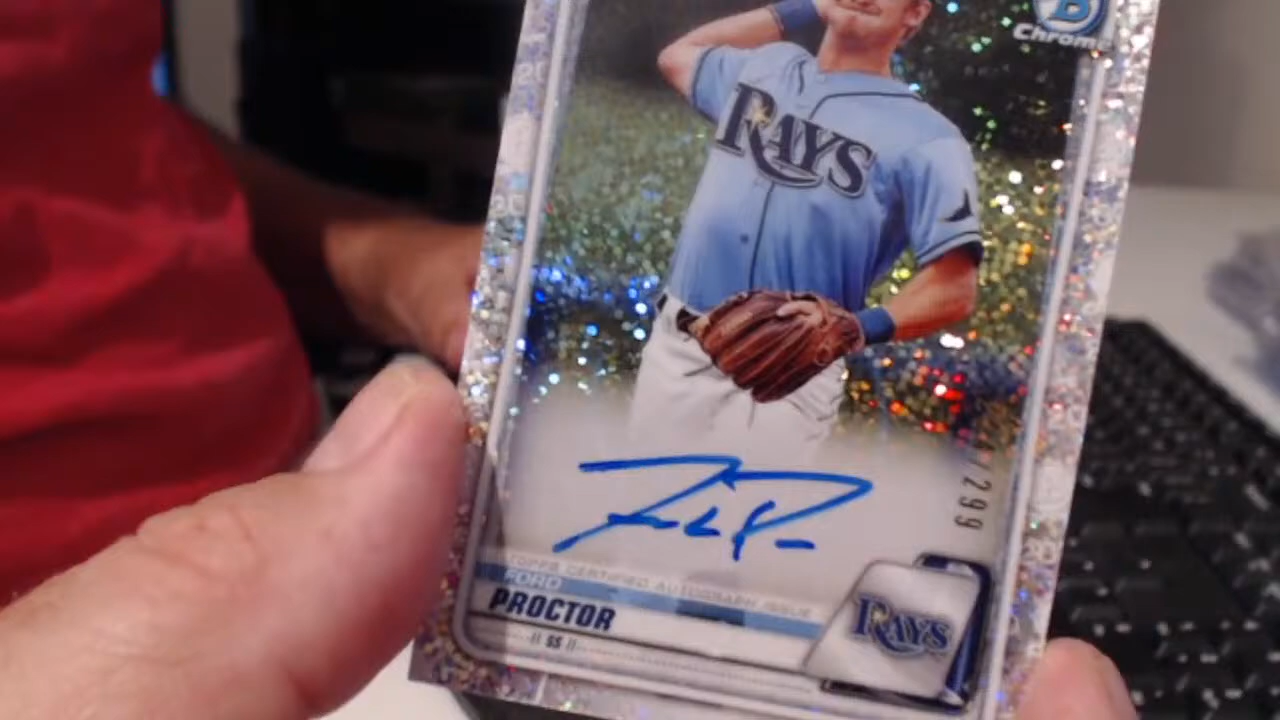 B
Chrome
RAYS
/299
TOPPS CERTIFIED AUTOGRAPH ISSUE
FORD
PROCTOR
// SS //
RAYS